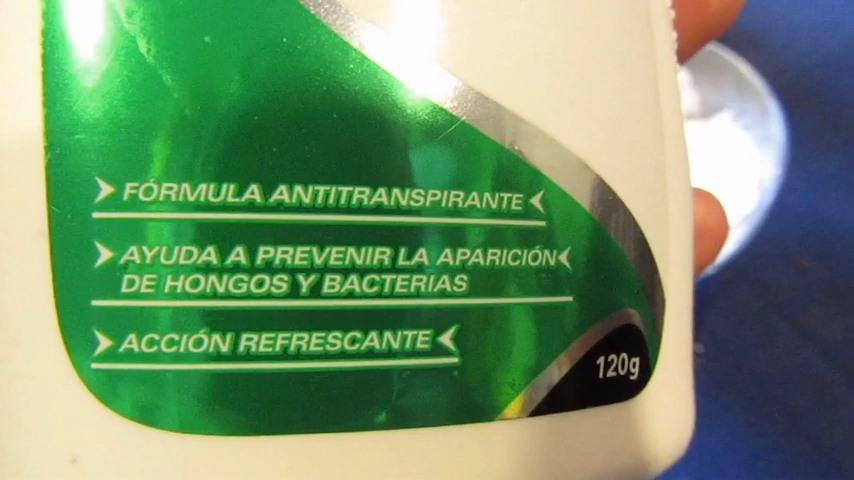 FÓRMULA ANTITRANSPIRANTE
AYUDA A PREVENIR LA APARICIÓN
DE HONGOS Y BACTERIAS
ACCIÓN REFRESCANTE
120g